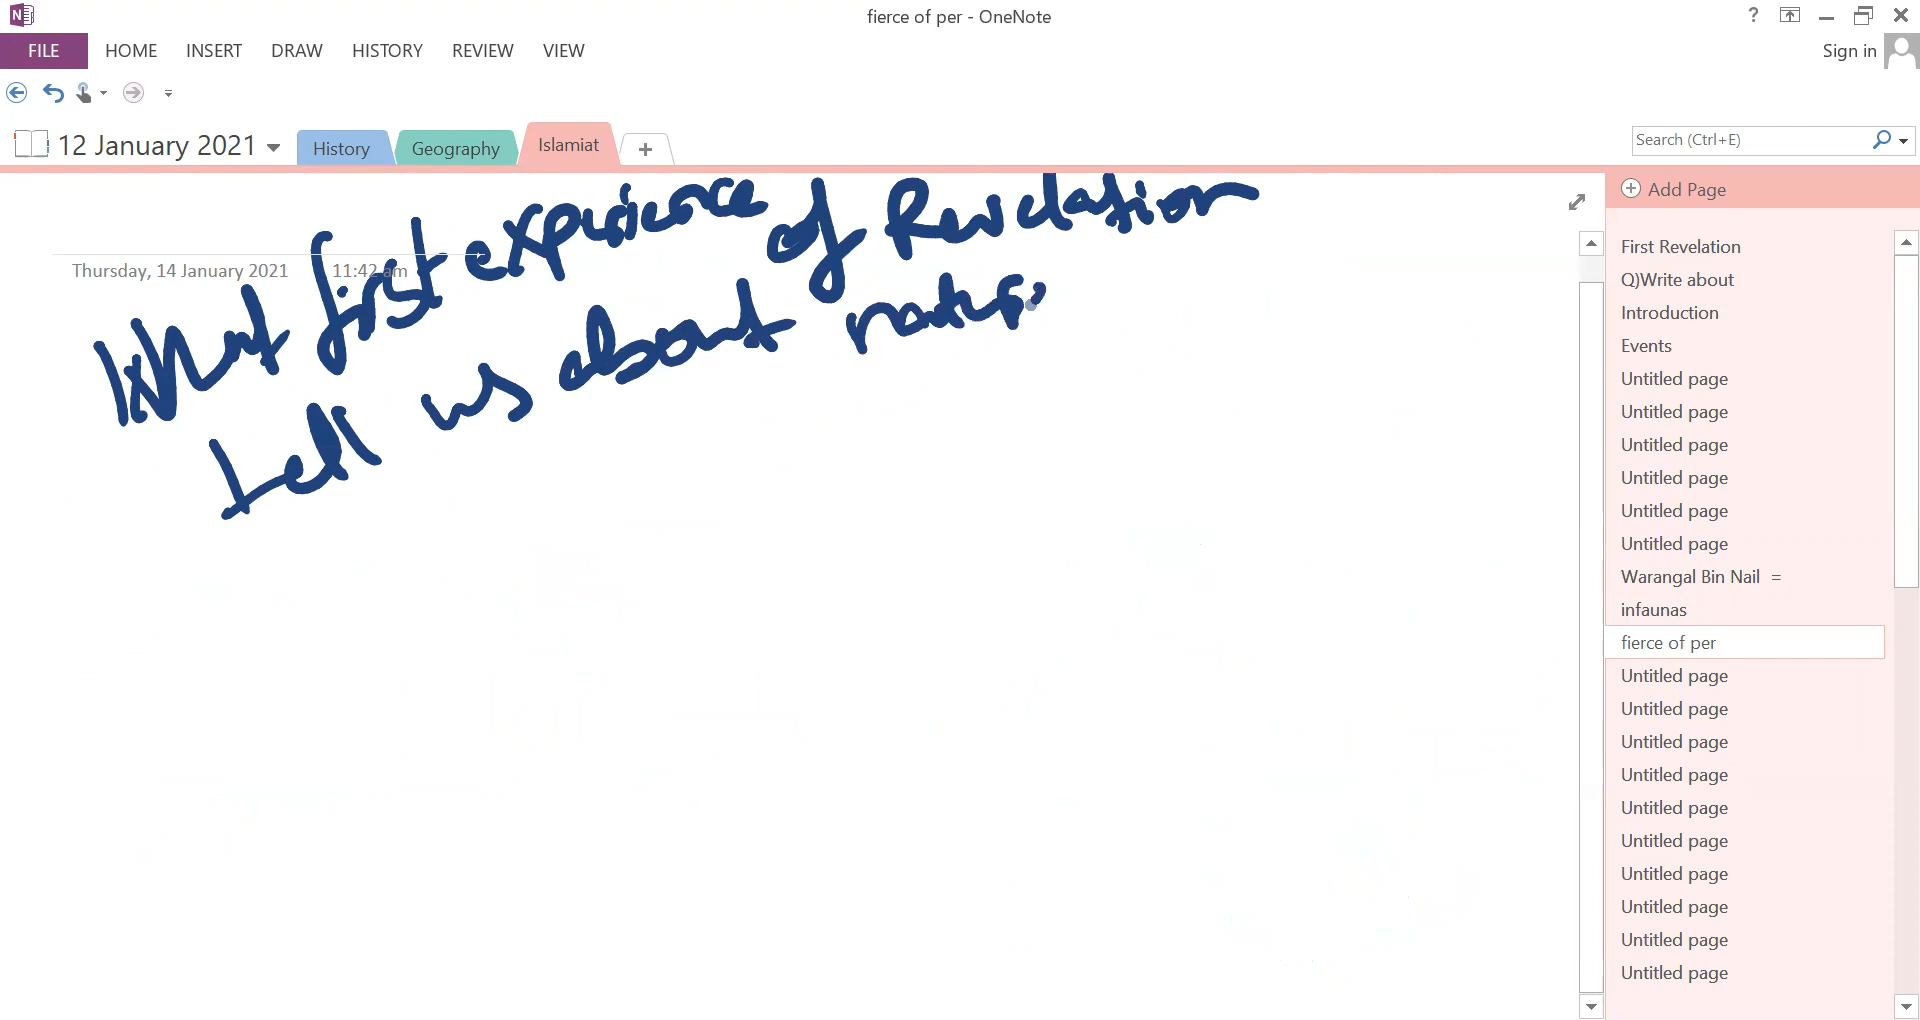 fierce of per - OneNote
?
FILE HOME INSERT DRAW HISTORY REVIEW VIEW
Sign in
12 January 2021 History Geography Islamiat +
Search (Ctrl+E)
Add Page
Thursday, 14 January 2021 11:42 am
What first experience of Revelation
tell us about
First Revelation
Q)Write about
Introduction
Events
Untitled page
Untitled page
Untitled page
Untitled page
Untitled page
Untitled page
Warangal Bin Nail =
infaunas
fierce of per
Untitled page
Untitled page
Untitled page
Untitled page
Untitled page
Untitled page
Untitled page
Untitled page
Untitled page
Untitled page